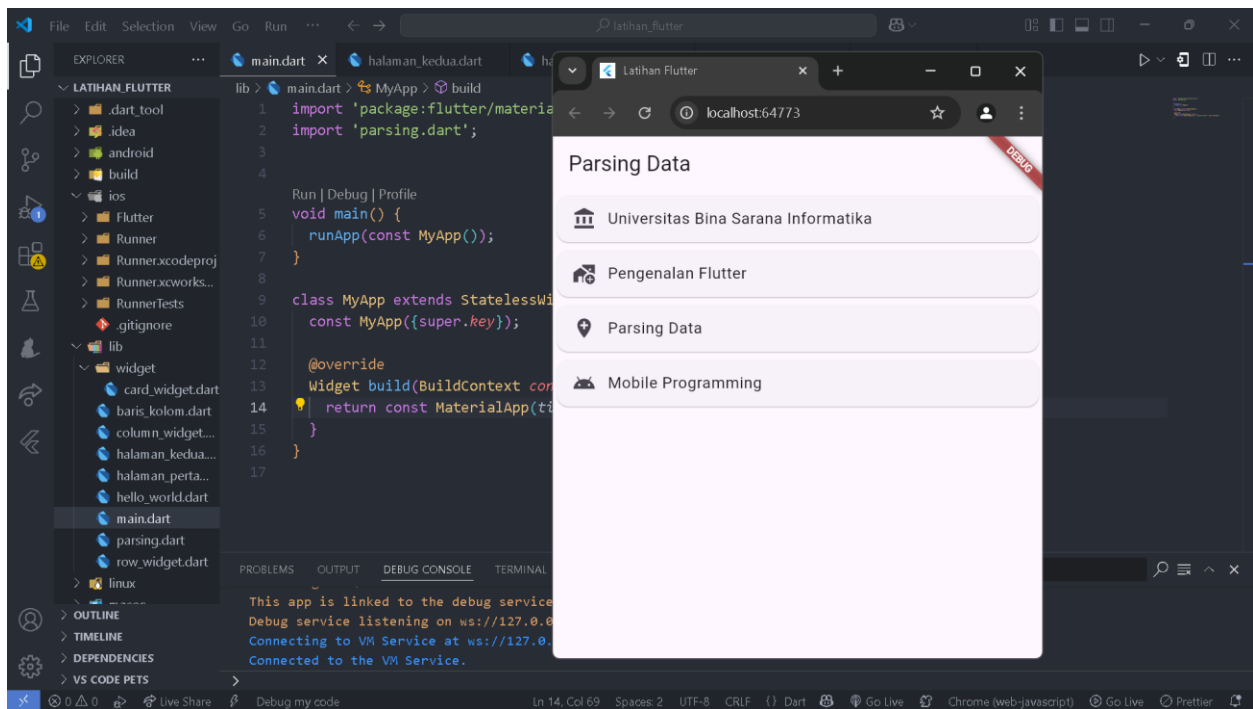 File Edit Selection View Go Run ··· latihan_flutter
EXPLORER ···
LATIHAN_FLUTTER
.dart_tool
.idea
android
build
ios
Flutter
Runner
Runner.xcodeproj
Runner.xcworks...
RunnerTests
.gitignore
lib
widget
card_widget.dart
baris_kolom.dart
column_widget....
halaman_kedua....
halaman_perta...
hello_world.dart
main.dart
parsing.dart
row_widget.dart
linux
OUTLINE
TIMELINE
DEPENDENCIES
VS CODE PETS
main.dart halaman_kedua.dart ha
lib > main.dart > MyApp > build
1 import 'package:flutter/materia
2 import 'parsing.dart';
3
4
Run | Debug | Profile
5 void main() {
6 runApp(const MyApp());
7 }
8
9 class MyApp extends StatelessWi
10 const MyApp({super.key});
11
12 @override
13 Widget build(BuildContext con
14 return const MaterialApp(ti
15 }
16 }
17
PROBLEMS OUTPUT DEBUG CONSOLE TERMINAL
This app is linked to the debug service
Debug service listening on ws://127.0.0
Connecting to VM Service at ws://127.0.
Connected to the VM Service.
>
Latihan Flutter
localhost:64773
DEBUG
Parsing Data
Universitas Bina Sarana Informatika
Pengenalan Flutter
Parsing Data
Mobile Programming
0 0 Live Share Debug my code Ln 14, Col 69 Spaces: 2 UTF-8 CRLF {} Dart Go Live Chrome (web-javascript) Go Live Prettier